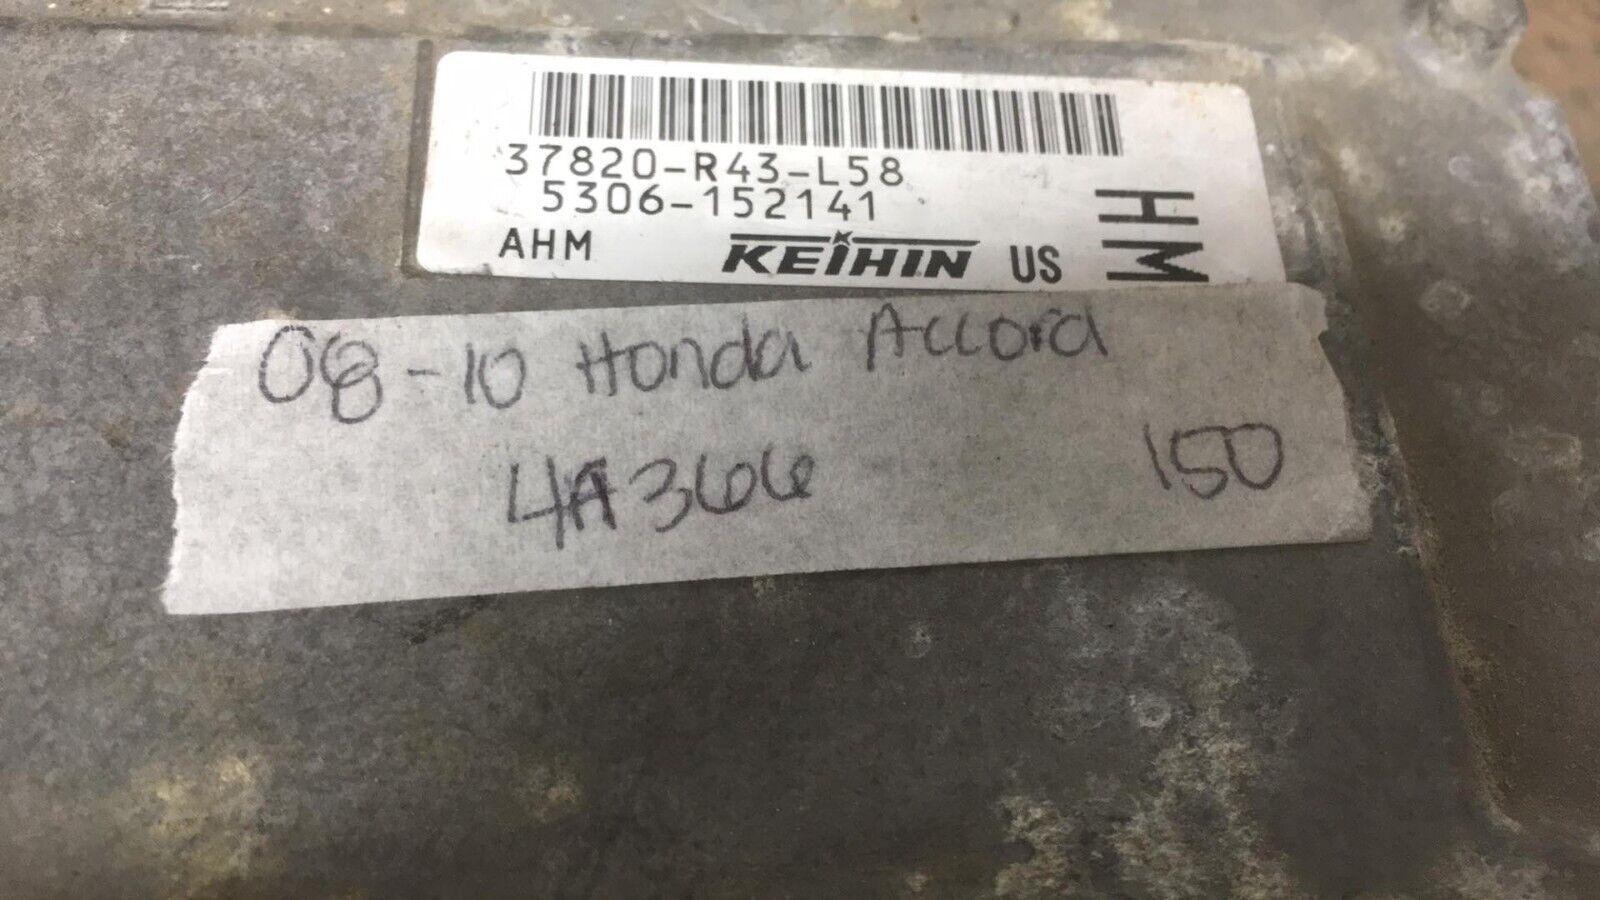 37820-R43-L58
5306-152141
AHM KEIHIN US
HM
08-10 Honda Accord
4A366 150